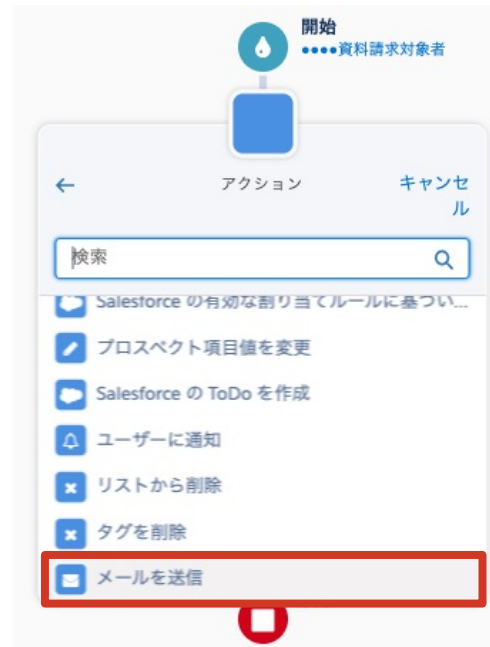 開始
●●●●資料請求対象者
アクション
キャンセ
ル
検索
Salesforce の有効な割り当てルールに基づい...
プロスペクト項目値を変更
Salesforce の ToDo を作成
ユーザーに通知
リストから削除
タグを削除
メールを送信